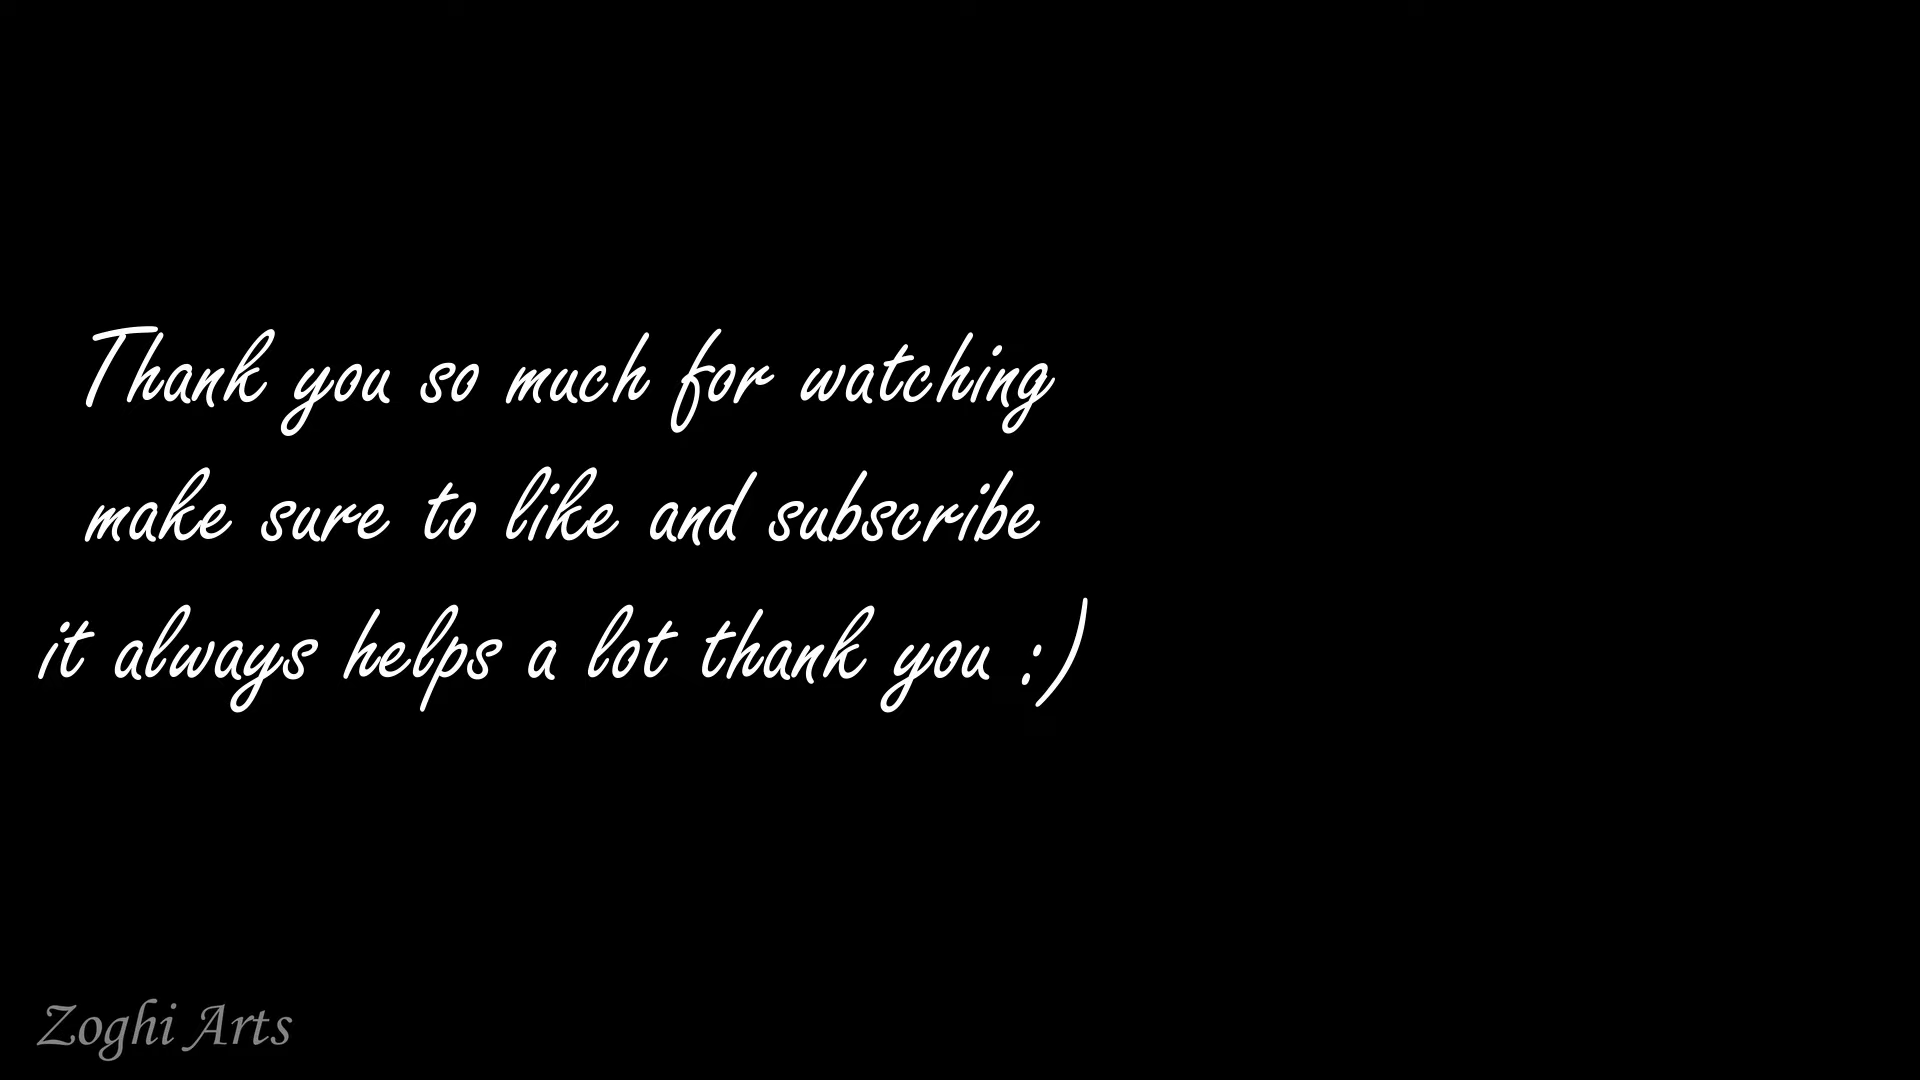 Thank you so much for watching
make sure to like and subscribe
it always helps a lot thank you :)
Zoghi Arts